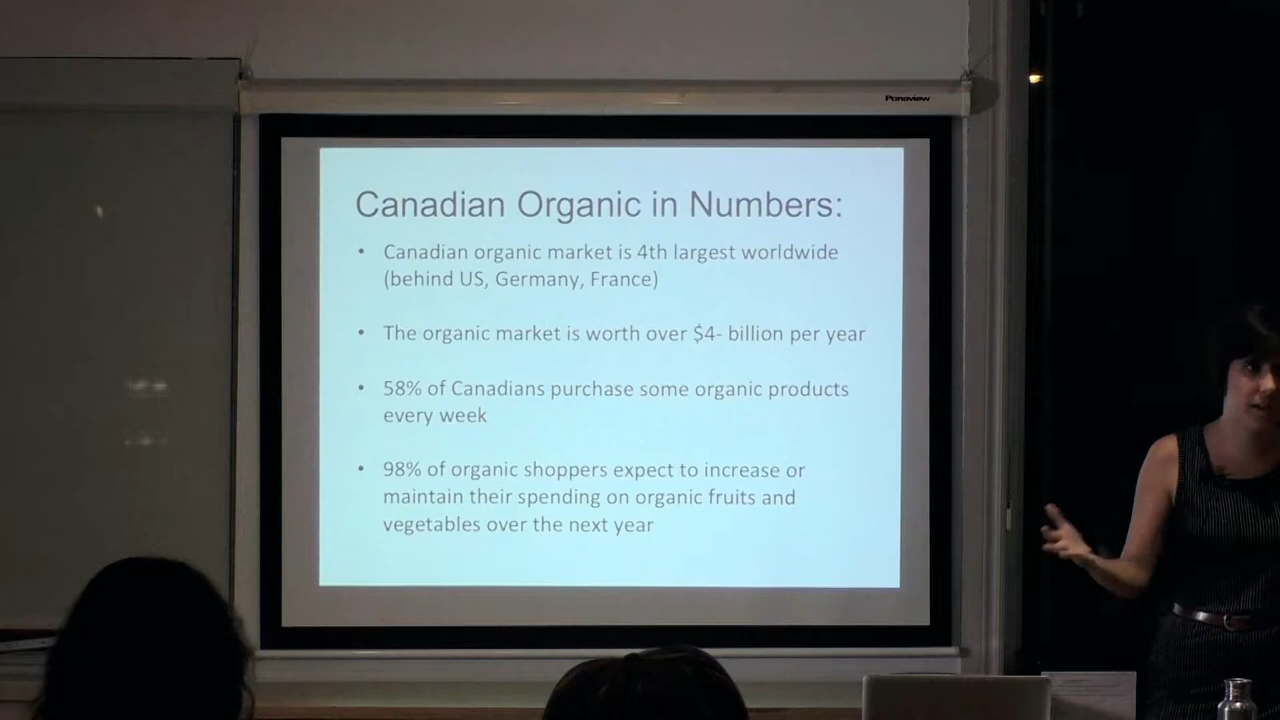 Paneview
Canadian Organic in Numbers:
• Canadian organic market is 4th largest worldwide
(behind US, Germany, France)
• The organic market is worth over $4- billion per year
• 58% of Canadians purchase some organic products
every week
• 98% of organic shoppers expect to increase or
maintain their spending on organic fruits and
vegetables over the next year